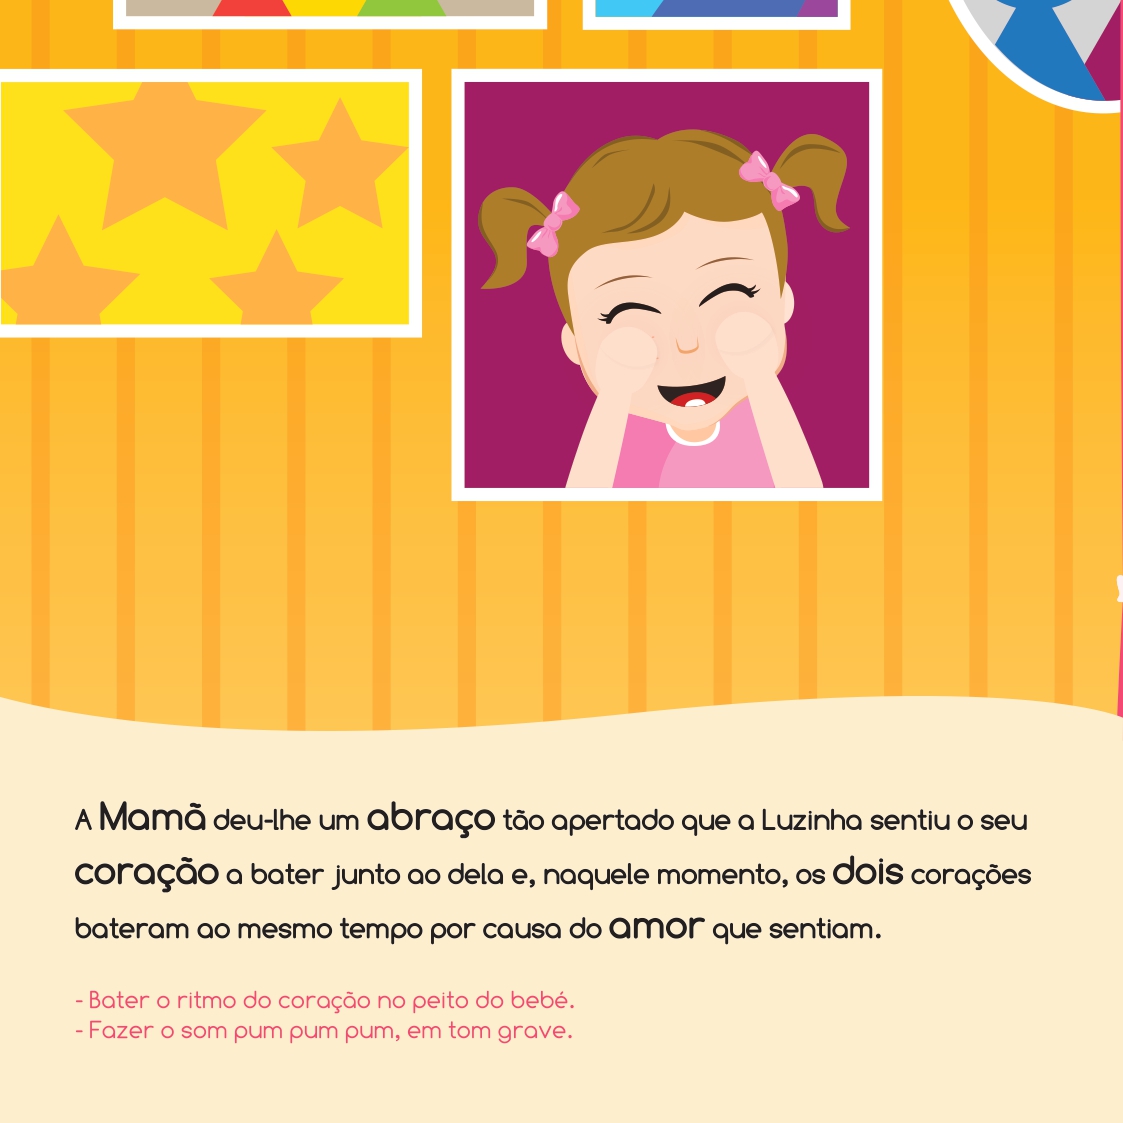 A Mamã deu-lhe um abraço tão apertado que a Luzinha sentiu o seu
coração a bater junto ao dela e, naquele momento, os dois corações
bateram ao mesmo tempo por causa do amor que sentiam.
- Bater o ritmo do coração no peito do bebé.
- Fazer o som pum pum pum, em tom grave.